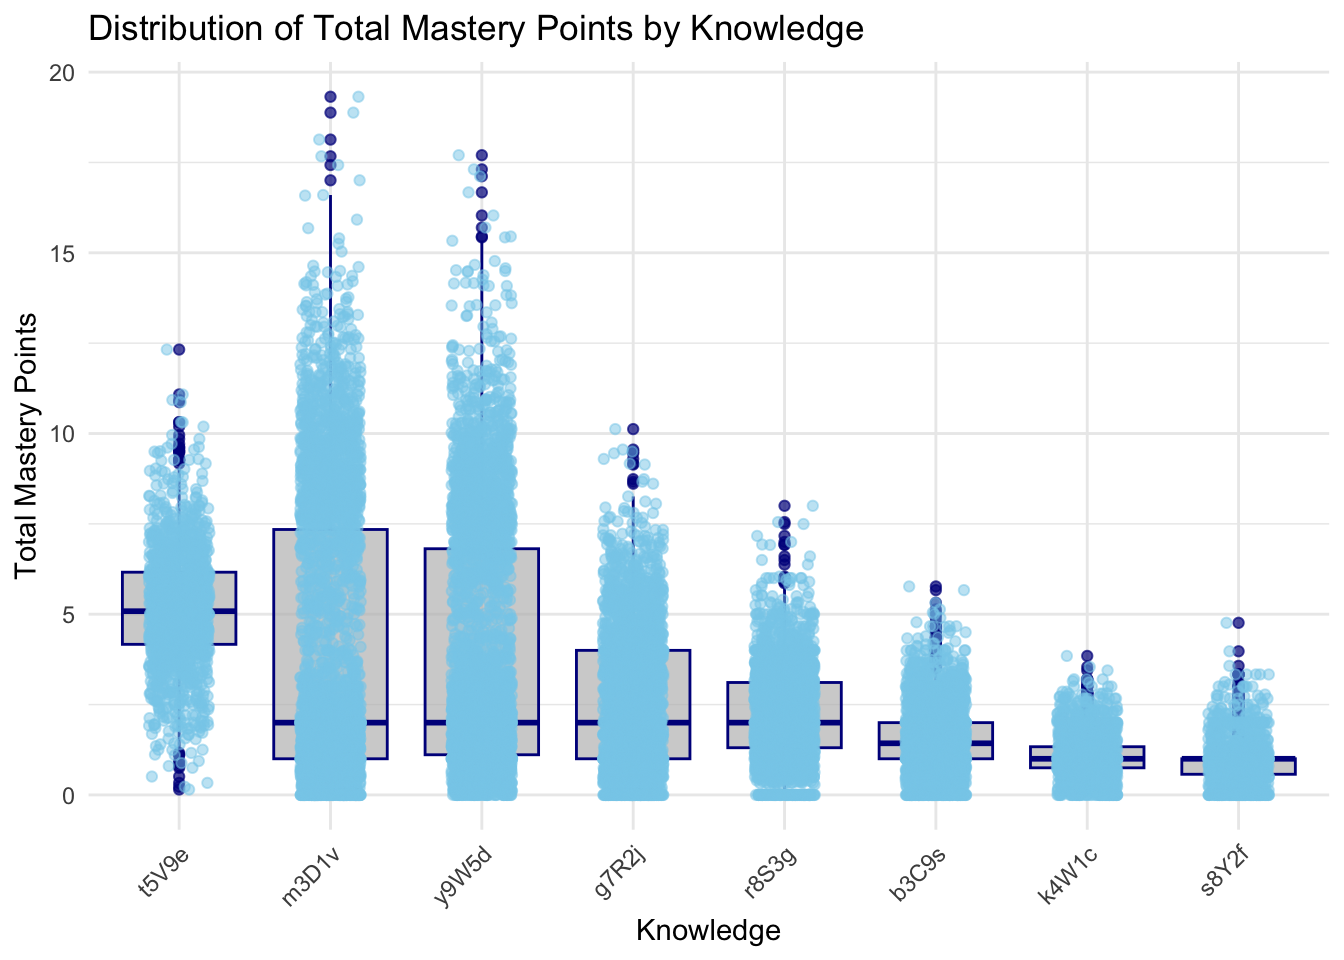 Distribution of Total Mastery Points by Knowledge
Total Mastery Points
20
15
10
5
0
t5V9e
m3D1v
y9W5d
g7R2j
r8S3g
b3C9s
k4W1c
s8Y2f
Knowledge